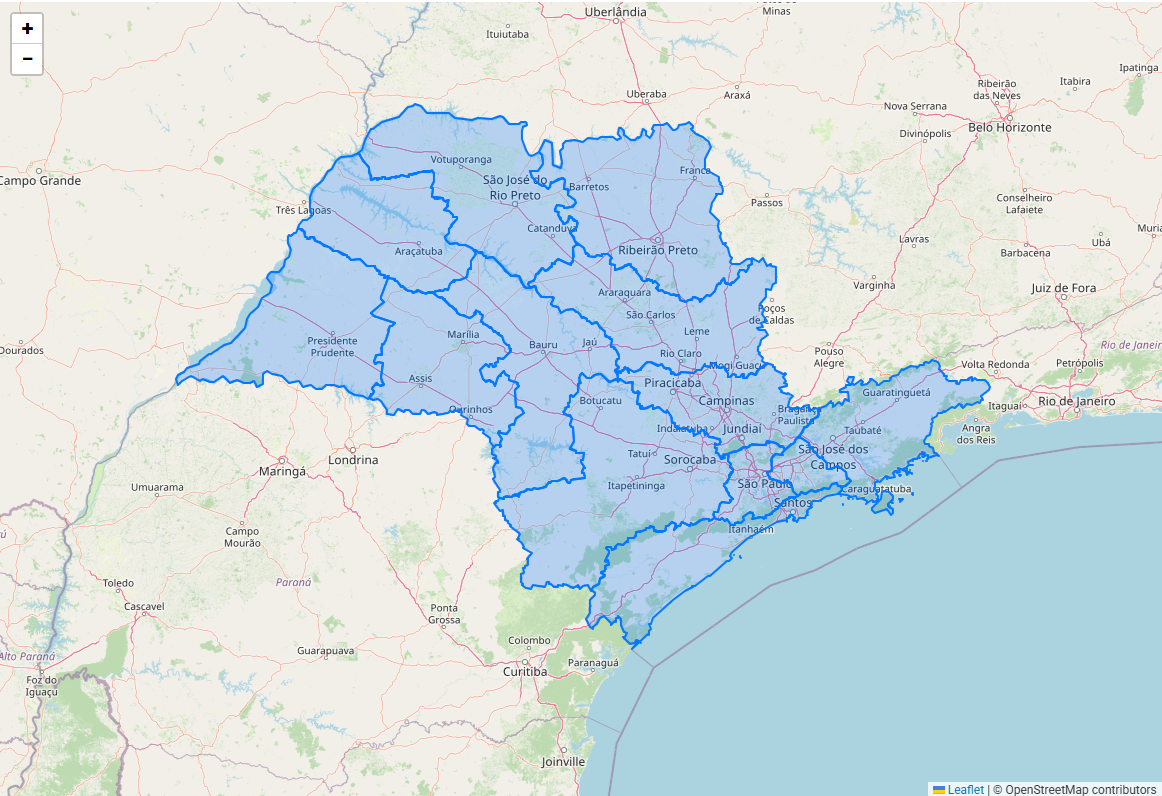 +
−
Uberlândia
Minas
Ituiutaba
Ipatinga
Ribeirão
das Neves
Itabira
Uberaba
Araxá
Nova Serrana
Belo Horizonte
Divinópolis
Votuporanga
Franca
Campo Grande
São José do
Rio Preto
Barretos
Passos
Conselheiro
Lafaiete
Três Lagoas
Catanduva
Muria
Lavras
Ubá
Araçatuba
Ribeirão Preto
Barbacena
Varginha
Juiz de Fora
Araraquara
São Carlos
Poços
de Caldas
Marília
Leme
Presidente
Prudente
Bauru
Jaú
Rio de Janeir
Dourados
Rio Claro
Pouso
Alegre
Mogi Guaçu
Volta Redonda
Petrópolis
Assis
Piracicaba
Guaratinguetá
Botucatu
Campinas
Itaguaí
Rio de Janeiro
Ourinhos
Bragança
Paulista
Indaiatuba
Jundiaí
Taubaté
Angra
dos Reis
Londrina
Tatuí
Sorocaba
São José dos
Campos
Maringá
Umuarama
Itapetininga
São Paulo
Caraguatatuba
Santos
Itanhaém
Campo
Mourão
Toledo
Paraná
Cascavel
Ponta
Grossa
Colombo
Guarapuava
Alto Paraná
Curitiba
Paranaguá
Foz do
Iguaçu
Joinville
Leaflet | © OpenStreetMap contributors